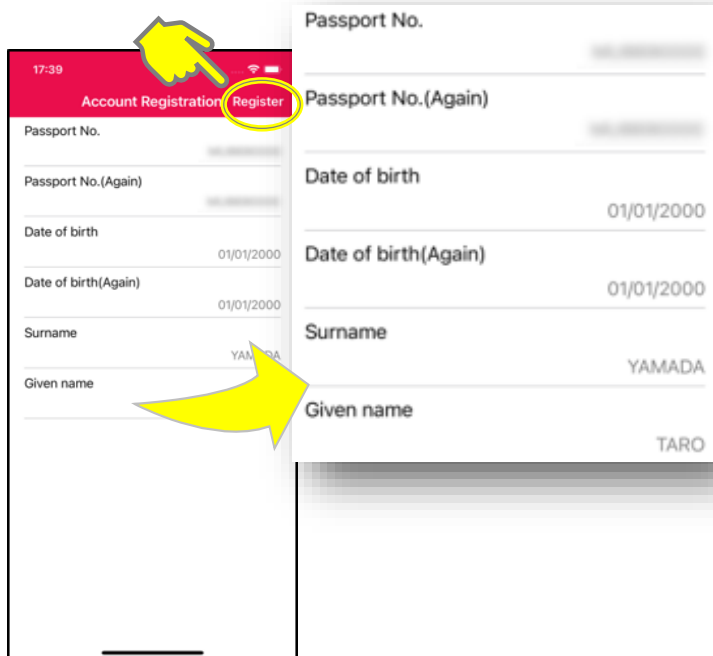 17:39
Account Registration Register
Passport No.
Passport No.(Again)
Date of birth
01/01/2000
Date of birth(Again)
01/01/2000
Surname
Given name
Passport No.
Passport No.(Again)
Date of birth
01/01/2000
Date of birth(Again)
01/01/2000
Surname
YAMADA
Given name
TARO